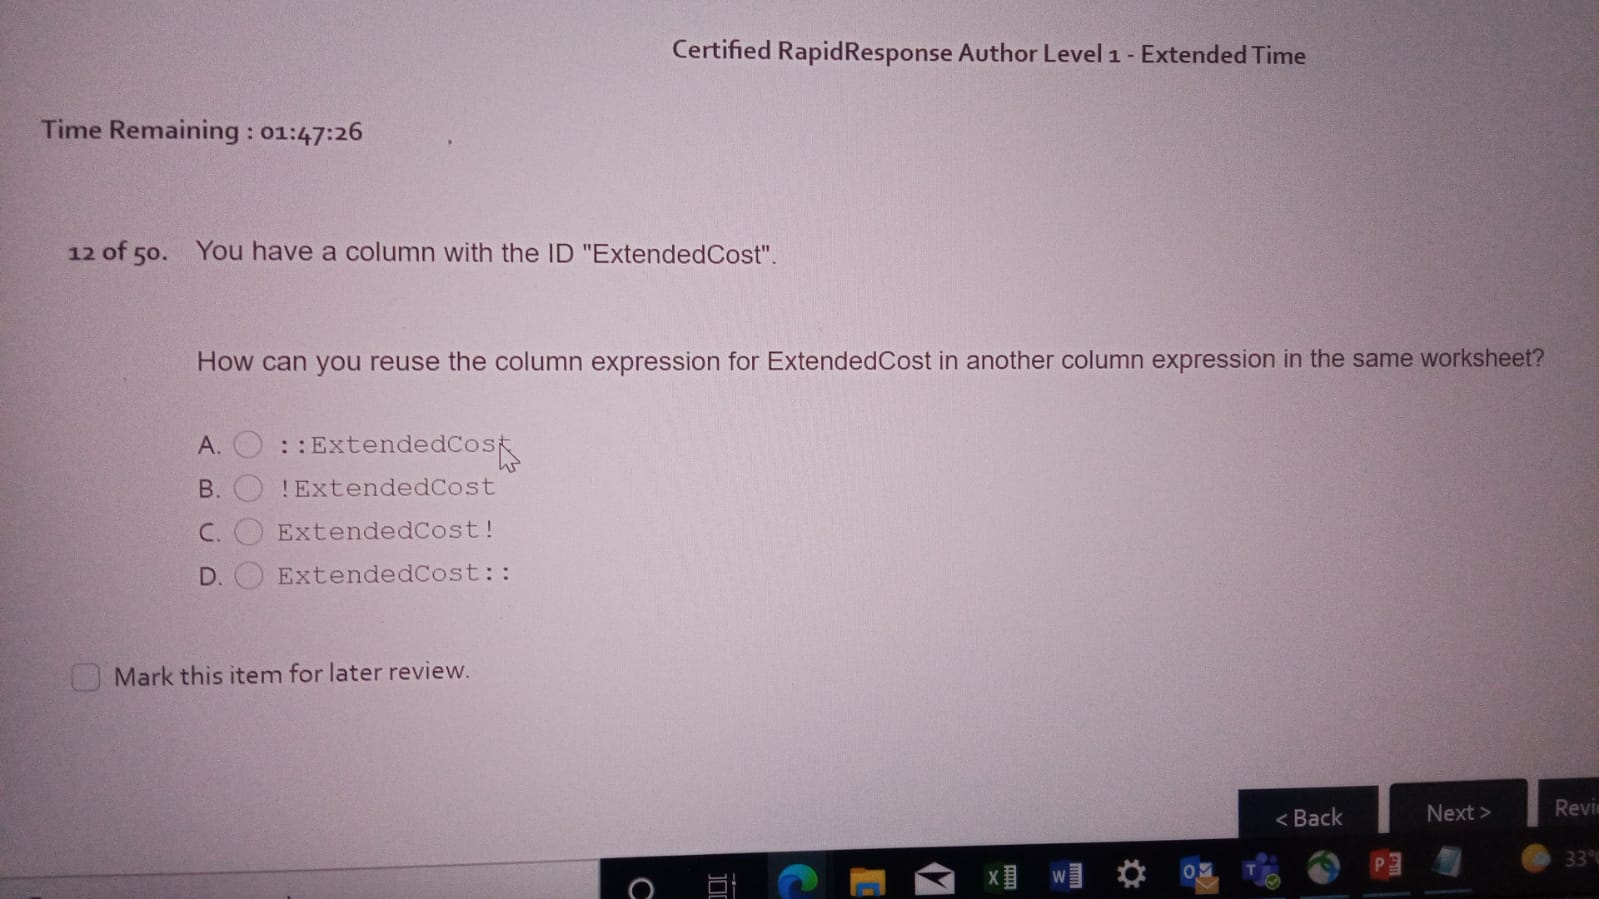 Certified RapidResponse Author Level 1 - Extended Time
Time Remaining : 01:47:26
12 of 50. You have a column with the ID "ExtendedCost".
How can you reuse the column expression for ExtendedCost in another column expression in the same worksheet?
A. ::ExtendedCost
B. !ExtendedCost
C. ExtendedCost!
D. ExtendedCost::
Mark this item for later review.
< Back Next >
33°